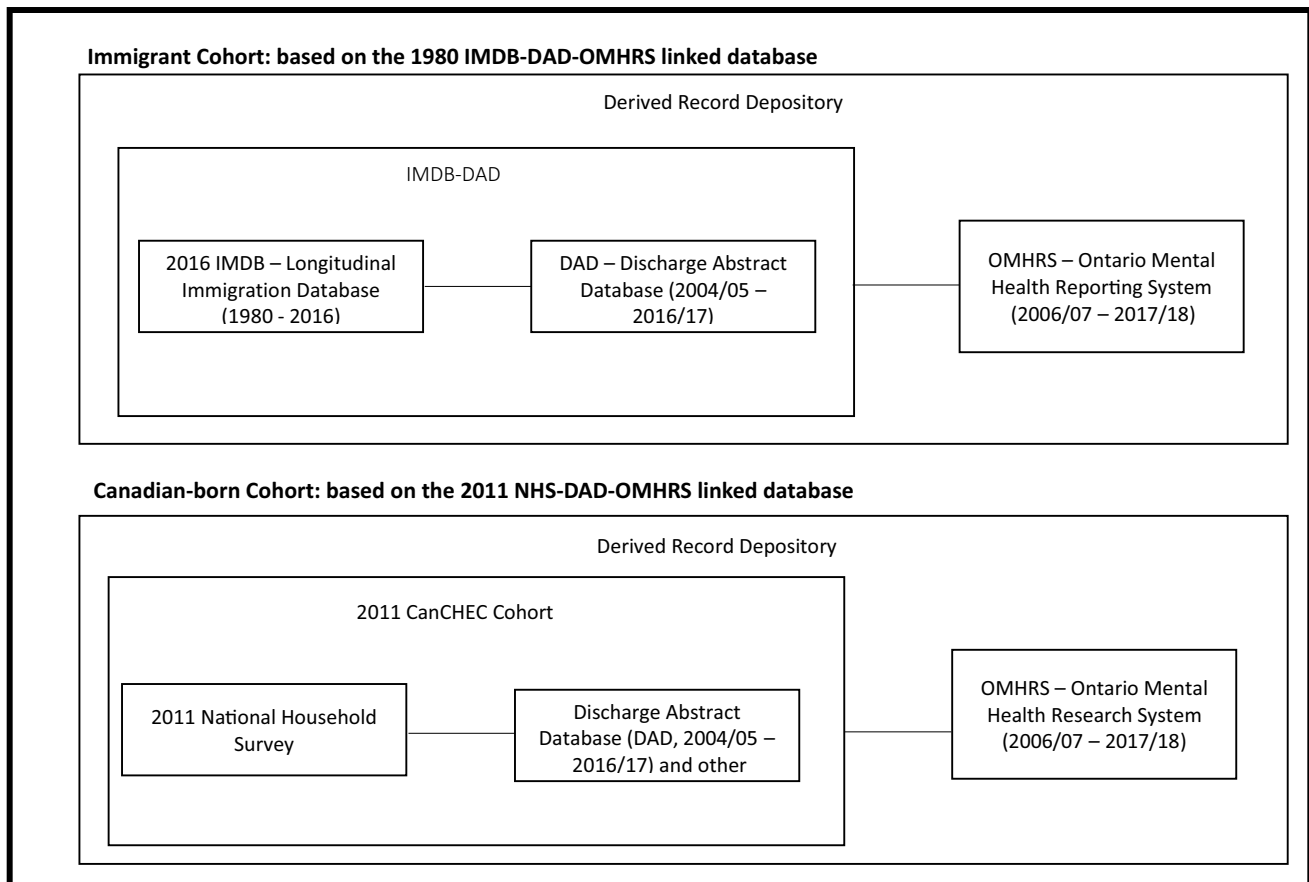 Immigrant Cohort: based on the 1980 IMDB-DAD-OMHRS linked database
Derived Record Depository
IMDB-DAD
2016 IMDB – Longitudinal
Immigration Database
(1980 - 2016)
DAD – Discharge Abstract
Database (2004/05 –
2016/17)
OMHRS – Ontario Mental
Health Reporting System
(2006/07 – 2017/18)
Canadian-born Cohort: based on the 2011 NHS-DAD-OMHRS linked database
Derived Record Depository
2011 CanCHEC Cohort
2011 National Household
Survey
Discharge Abstract
Database (DAD, 2004/05 –
2016/17) and other
OMHRS – Ontario Mental
Health Research System
(2006/07 – 2017/18)